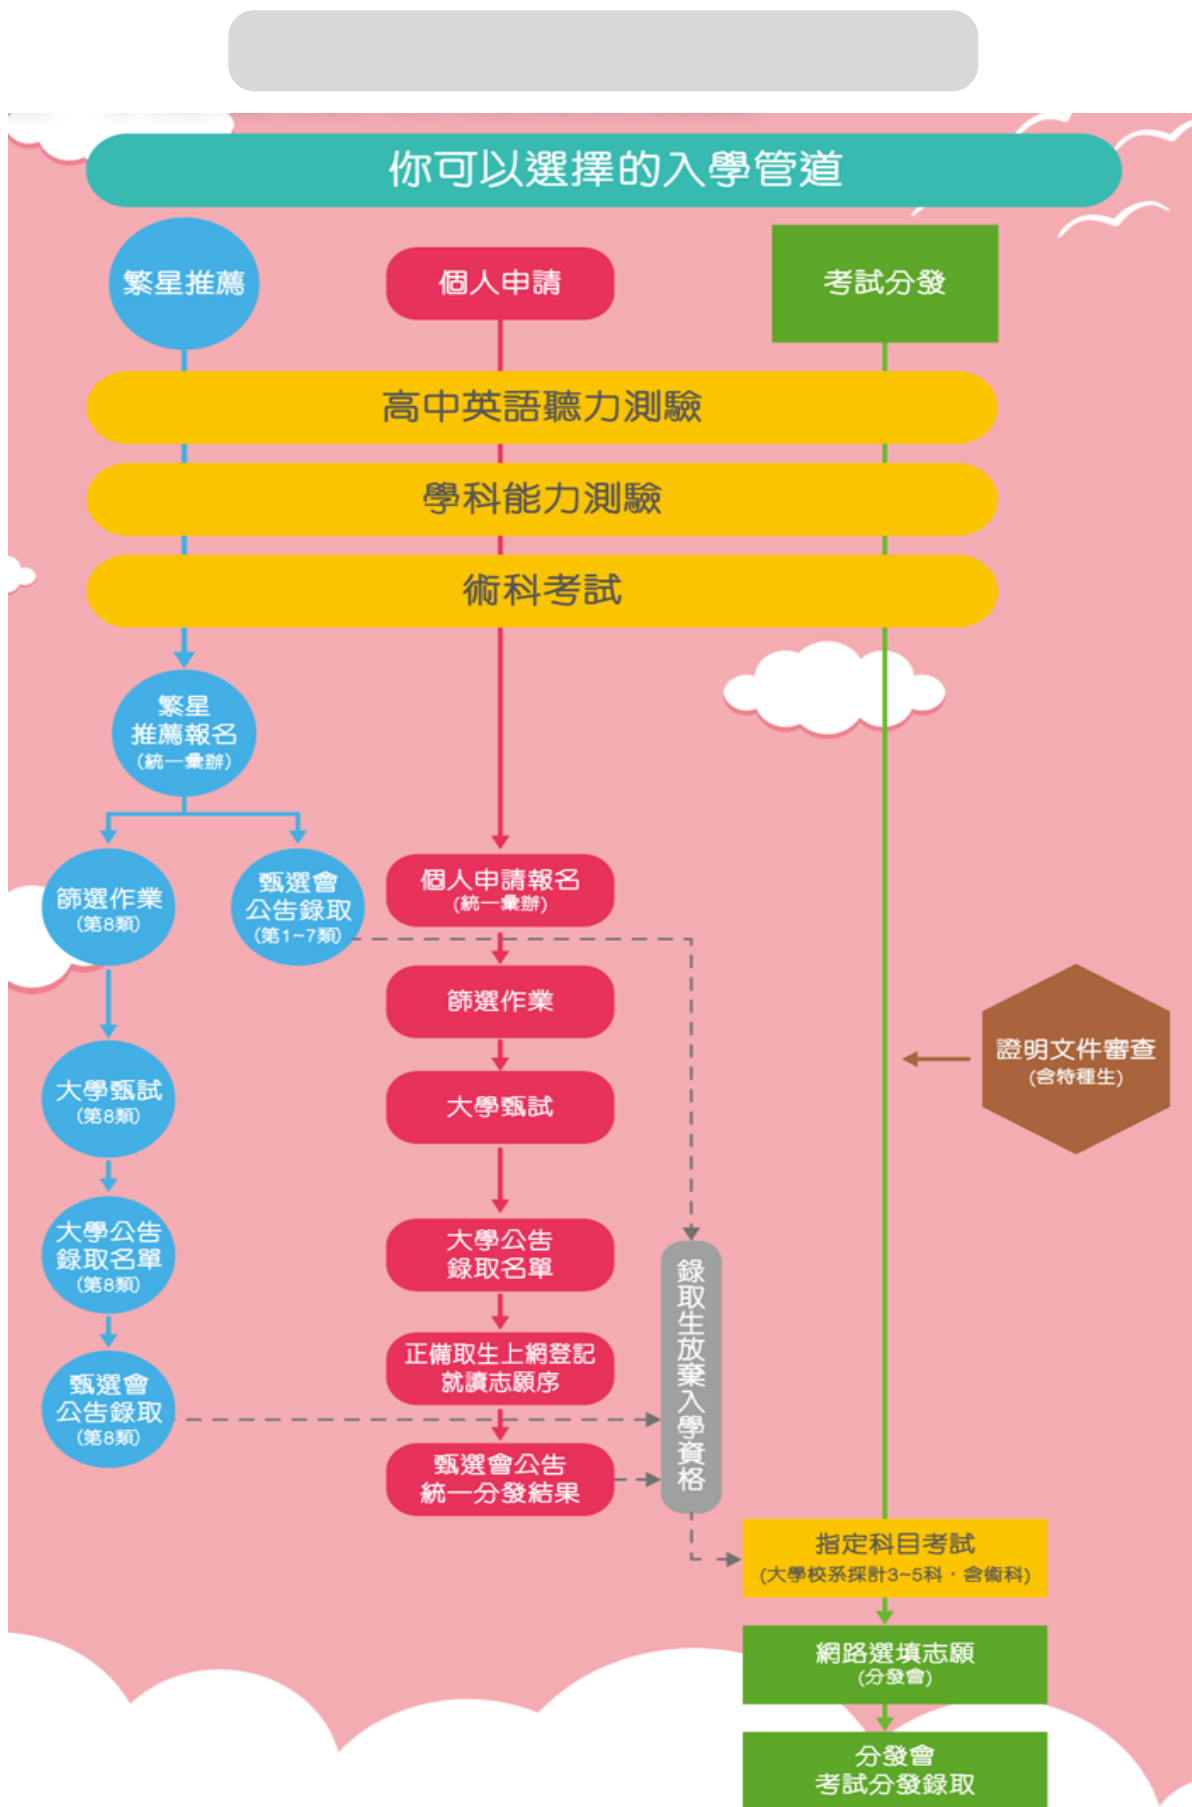 你可以選擇的入學管道
繁星推薦
個人申請
考試分發
高中英語聽力測驗
學科能力測驗
術科考試
繁星
推薦報名
(統一彙辦)
篩選作業
(第8類)
甄選會
公告錄取
(第1~7類)
個人申請報名
(統一彙辦)
篩選作業
大學甄試
(第8類)
大學甄試
證明文件審查
(含特種生)
大學公告
錄取名單
(第8類)
大學公告
錄取名單
錄取生放棄入學資格
正備取生上網登記
就讀志願序
甄選會
公告錄取
(第8類)
甄選會公告
統一分發結果
指定科目考試
(大學校系採計3~5科，含術科)
網路選填志願
(分發會)
分發會
考試分發錄取